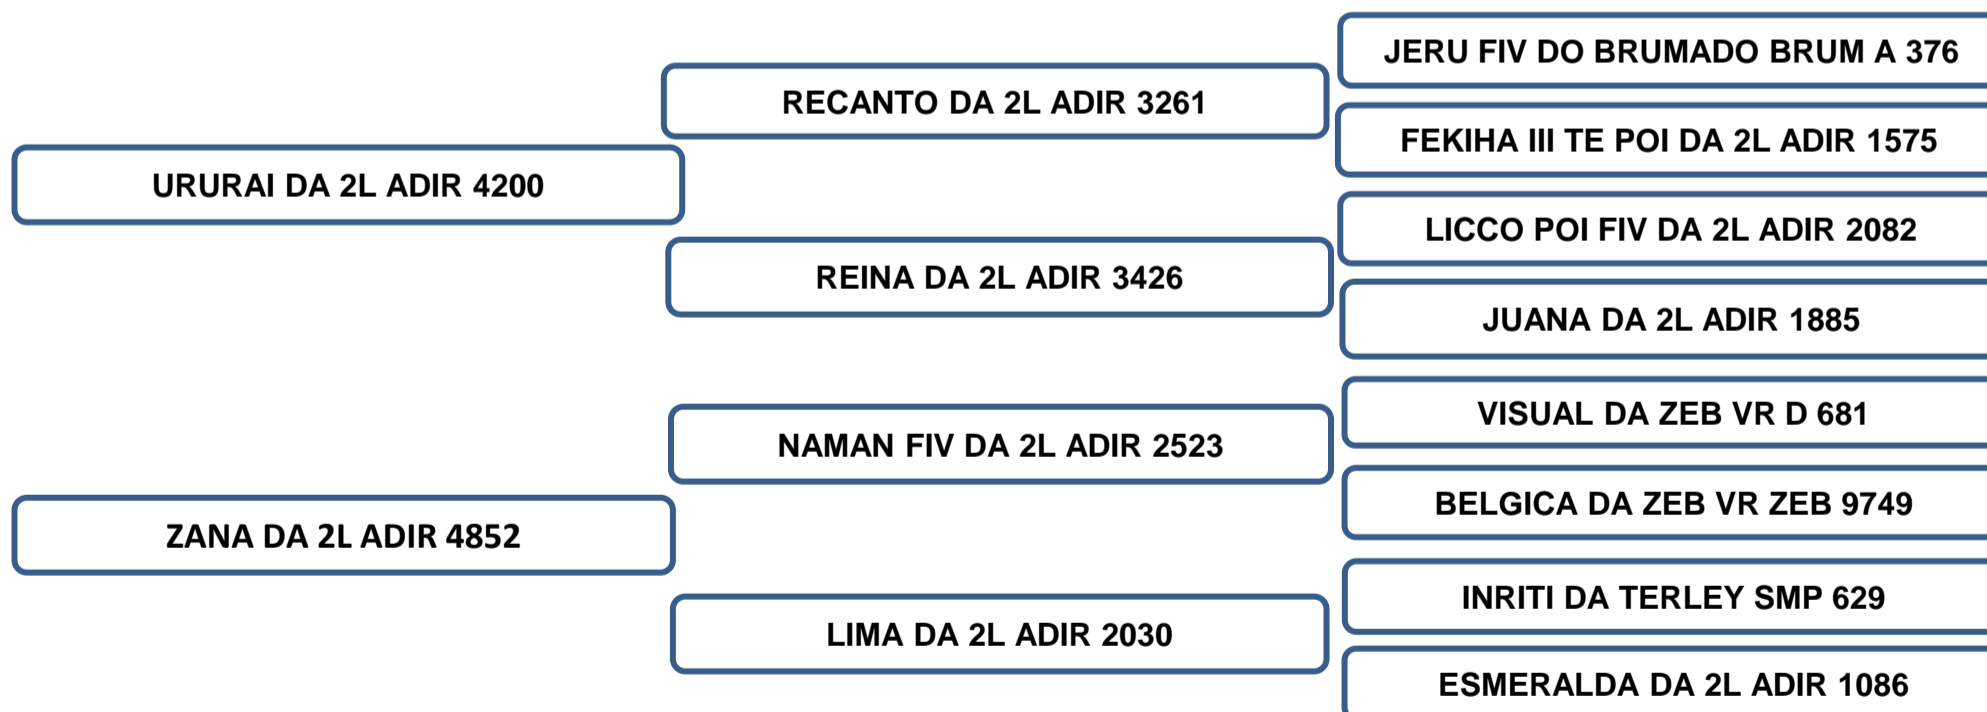 JERU FIV DO BRUMADO BRUM A 376
RECANTO DA 2L ADIR 3261
FEKIHA III TE POI DA 2L ADIR 1575
URURAI DA 2L ADIR 4200
LICCO POI FIV DA 2L ADIR 2082
REINA DA 2L ADIR 3426
JUANA DA 2L ADIR 1885
VISUAL DA ZEB VR D 681
NAMAN FIV DA 2L ADIR 2523
BELGICA DA ZEB VR ZEB 9749
ZANA DA 2L ADIR 4852
INRITI DA TERLEY SMP 629
LIMA DA 2L ADIR 2030
ESMERALDA DA 2L ADIR 1086